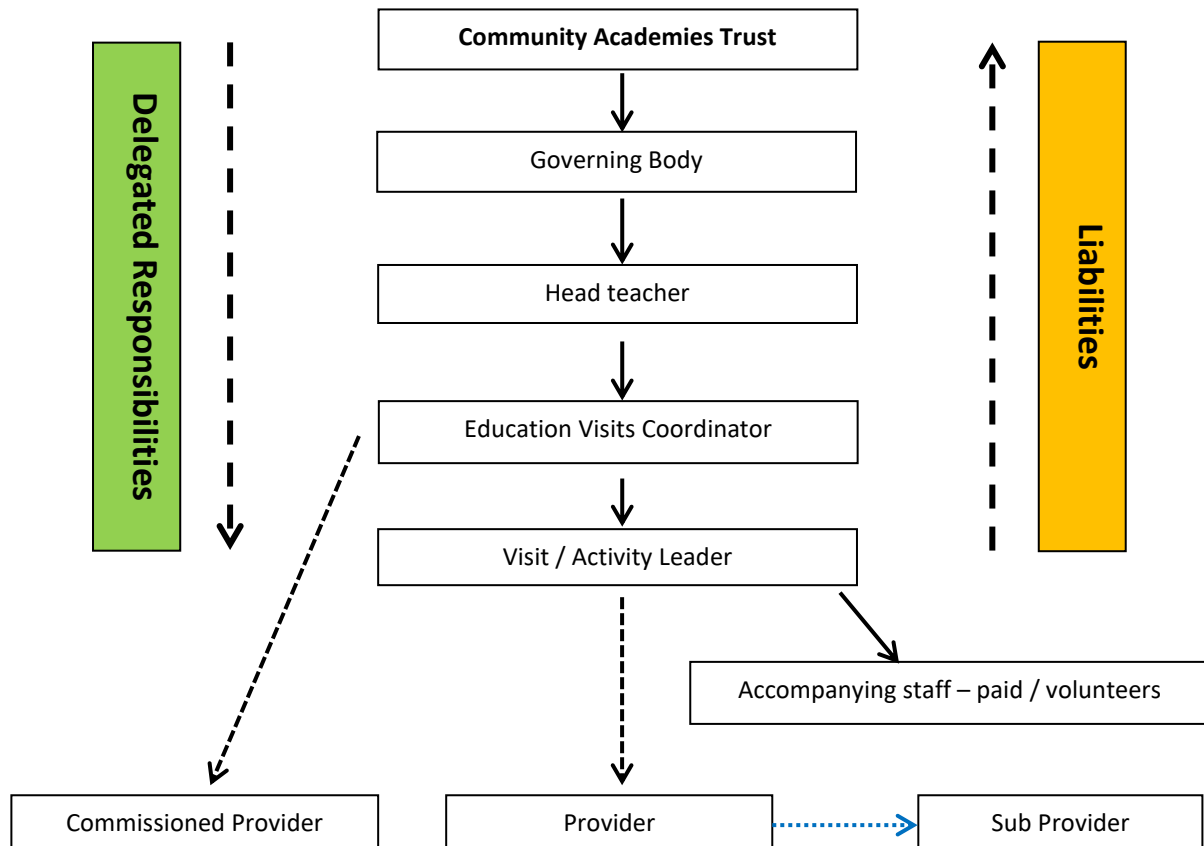 Community Academies Trust
Delegated Responsibilities
Governing Body
Liabilities
Head teacher
Education Visits Coordinator
Visit / Activity Leader
Accompanying staff – paid / volunteers
Commissioned Provider
Provider
Sub Provider